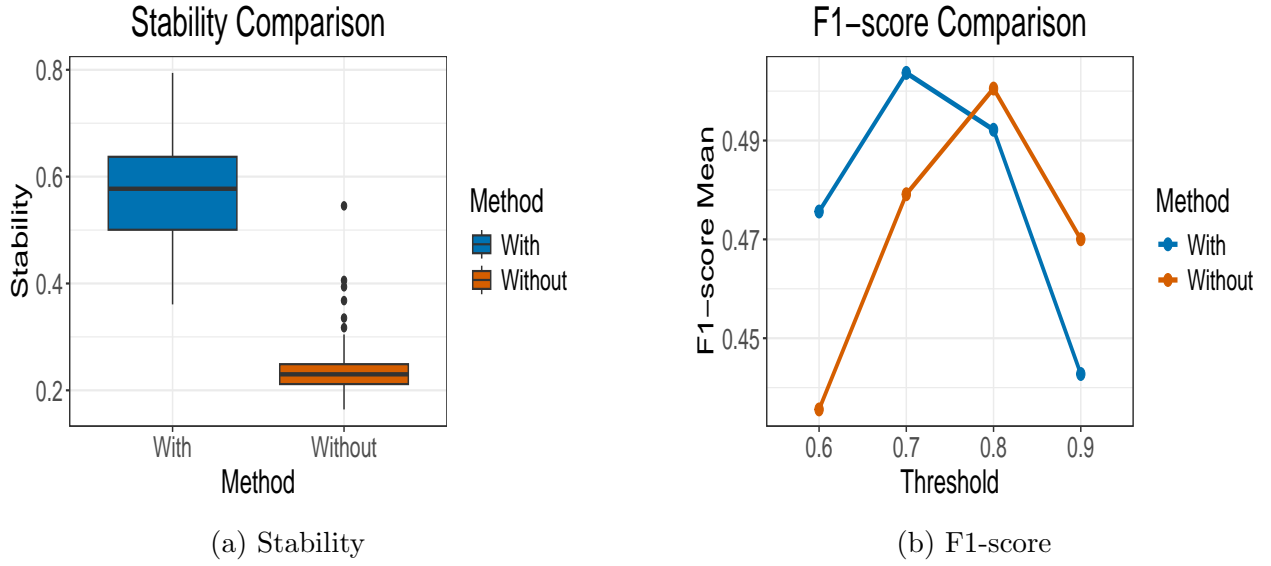 Stability Comparison
0.8
0.6
0.4
0.2
Stability
With
Without
Method
Method
With
Without
(a) Stability
F1−score Comparison
0.49
0.47
0.45
F1−score Mean
0.6
0.7
0.8
0.9
Threshold
Method
With
Without
(b) F1-score